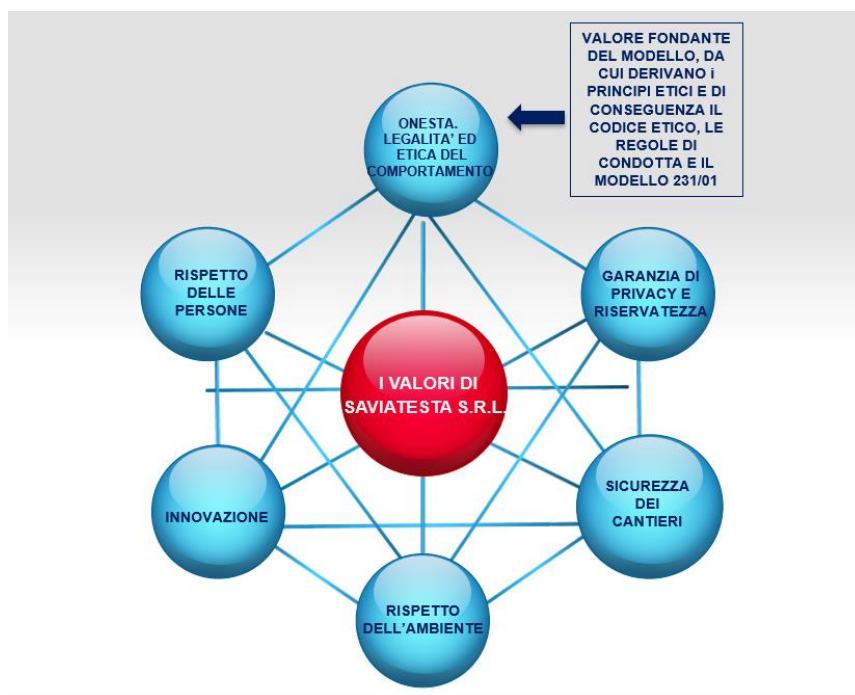 VALORE FONDANTE
DEL MODELLO, DA
CUI DERIVANO i
PRINCIPI ETICI E DI
CONSEGUENZA IL
CODICE ETICO, LE
REGOLE DI
CONDOTTA E IL
MODELLO 231/01
ONESTA.
LEGALITA’ ED
ETICA DEL
COMPORTAMENTO
RISPETTO
DELLE
PERSONE
GARANZIA DI
PRIVACY E
RISERVATEZZA
I VALORI DI
SAVIATESTA S.R.L.
INNOVAZIONE
SICUREZZA
DEI
CANTIERI
RISPETTO
DELL’AMBIENTE